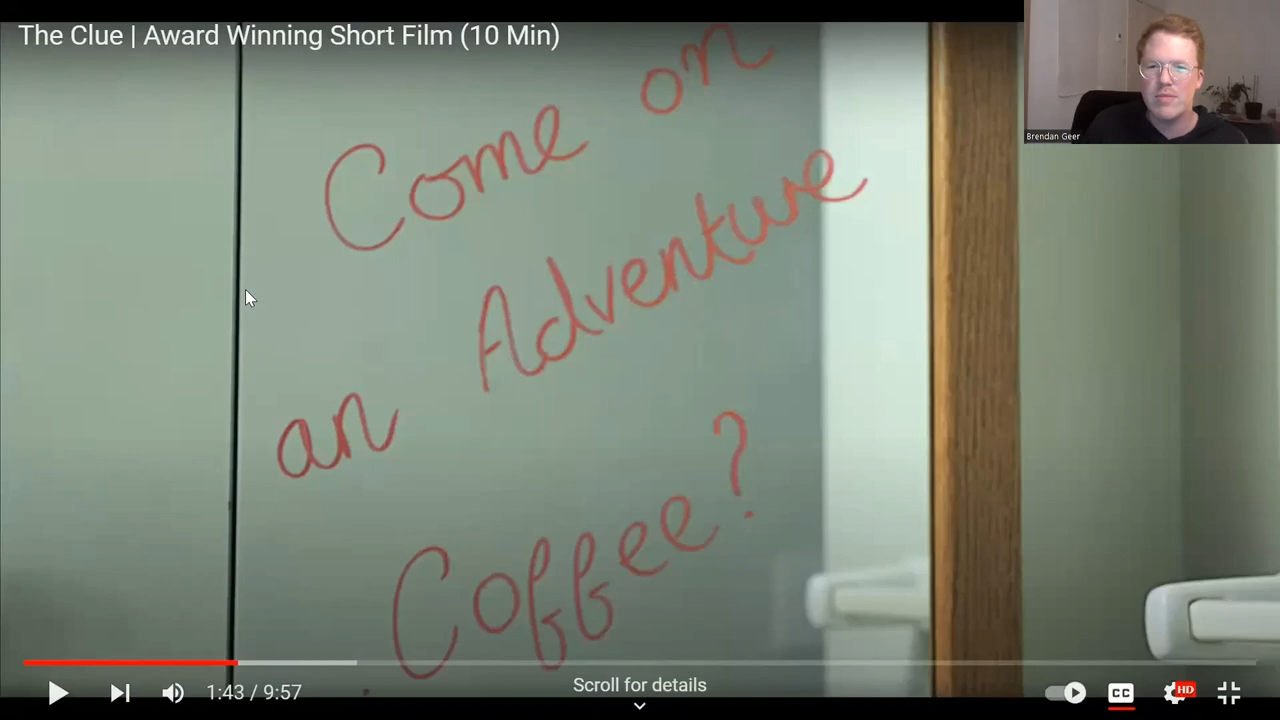 The Clue | Award Winning Short Film (10 Min)
Brendan Geer
Come on
an Adventure
Coffee?
1:43 / 9:57
Scroll for details
CC
HD